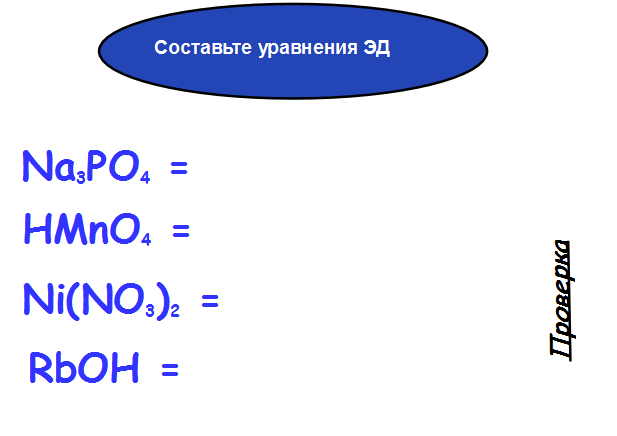 Составьте уравнения ЭД
Na₃PO₄ =
HMnO₄ =
Ni(NO₃)₂ =
RbOH =
Проверка